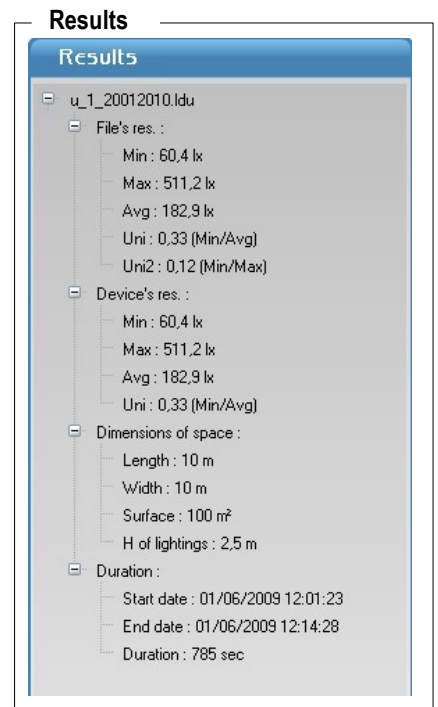 Results
Results
u_1_20012010.ldu
File's res. :
Min : 60,4 lx
Max : 511,2 lx
Avg : 182,9 lx
Uni : 0,33 (Min/Avg)
Uni2 : 0,12 (Min/Max)
Device's res. :
Min : 60,4 lx
Max : 511,2 lx
Avg : 182,9 lx
Uni : 0,33 (Min/Avg)
Dimensions of space :
Length : 10 m
Width : 10 m
Surface : 100 m²
H of lightings : 2,5 m
Duration :
Start date : 01/06/2009 12:01:23
End date : 01/06/2009 12:14:28
Duration : 785 sec